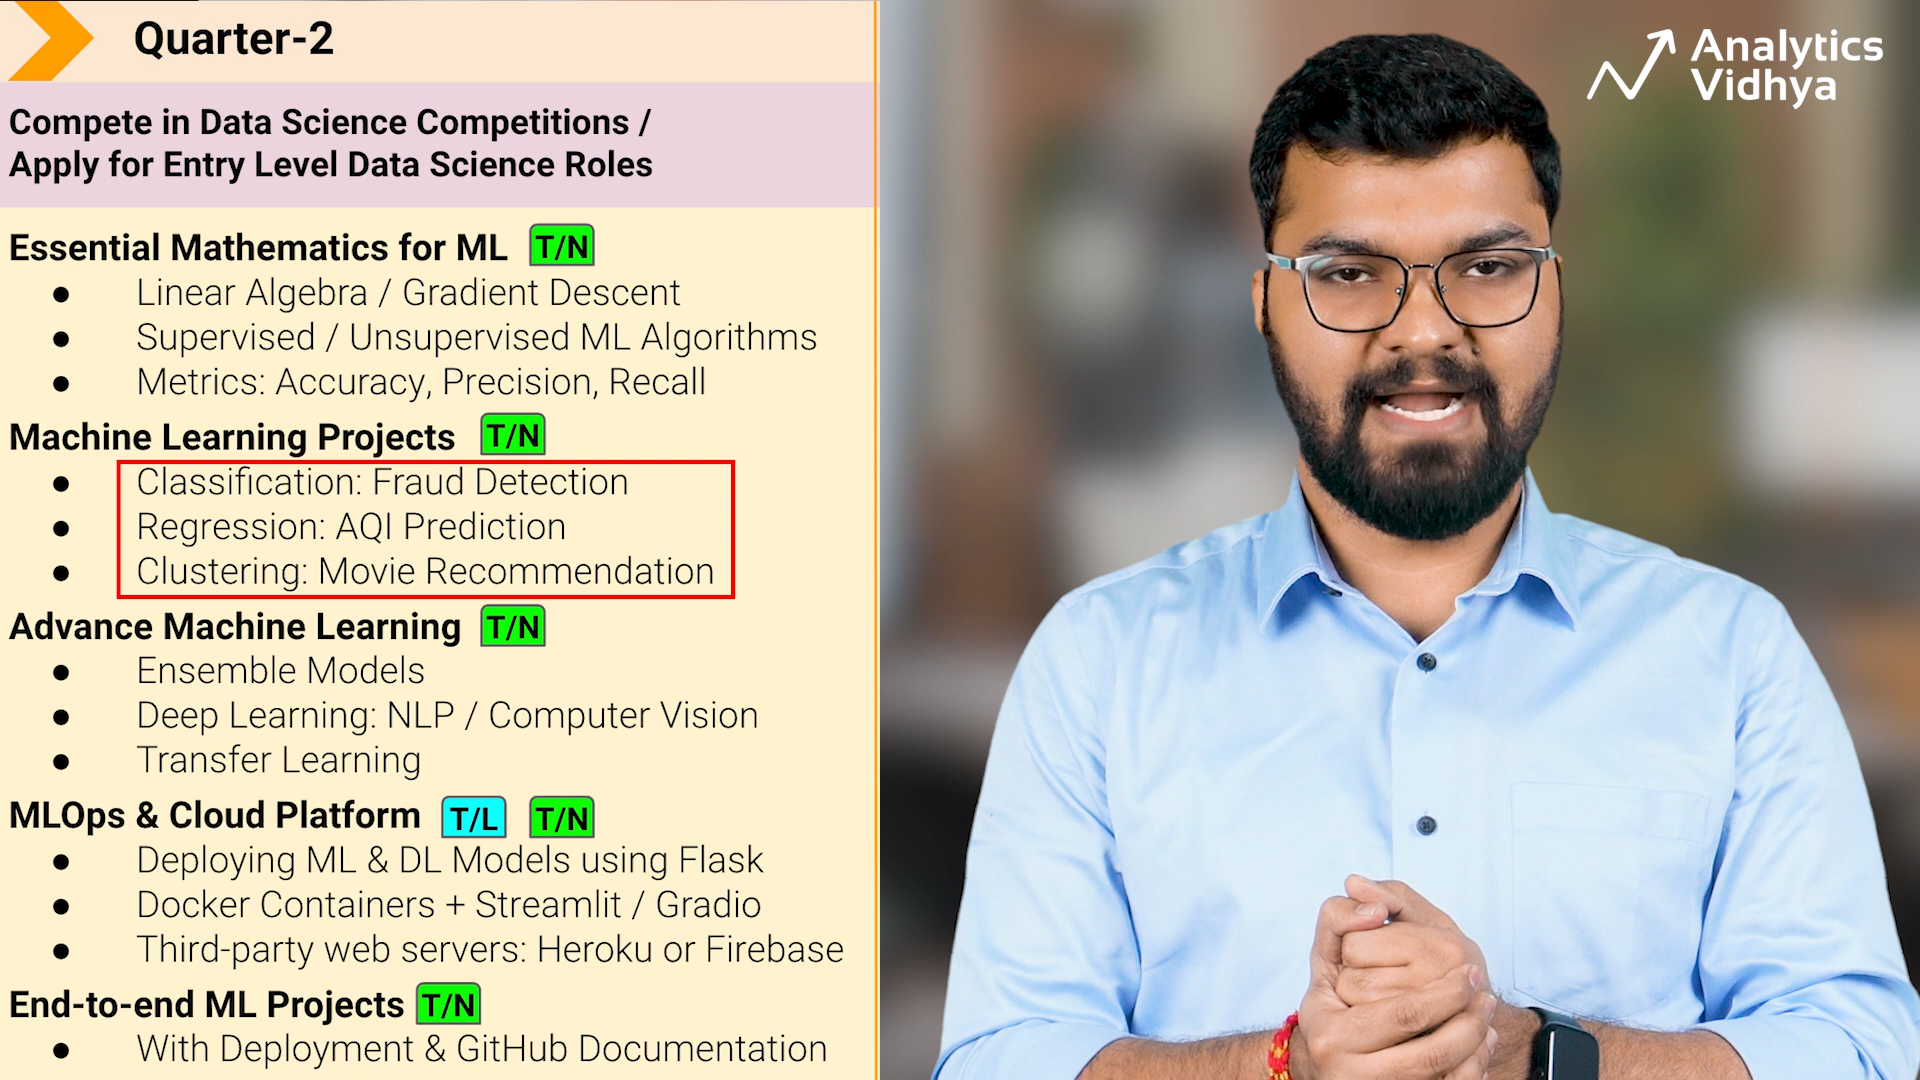 Quarter-2
Compete in Data Science Competitions /
Apply for Entry Level Data Science Roles
Essential Mathematics for ML T/N
● Linear Algebra / Gradient Descent
● Supervised / Unsupervised ML Algorithms
● Metrics: Accuracy, Precision, Recall
Machine Learning Projects T/N
● Classification: Fraud Detection
● Regression: AQI Prediction
● Clustering: Movie Recommendation
Advance Machine Learning T/N
● Ensemble Models
● Deep Learning: NLP / Computer Vision
● Transfer Learning
MLOps & Cloud Platform T/L T/N
● Deploying ML & DL Models using Flask
● Docker Containers + Streamlit / Gradio
● Third-party web servers: Heroku or Firebase
End-to-end ML Projects T/N
● With Deployment & GitHub Documentation
Analytics
Vidhya